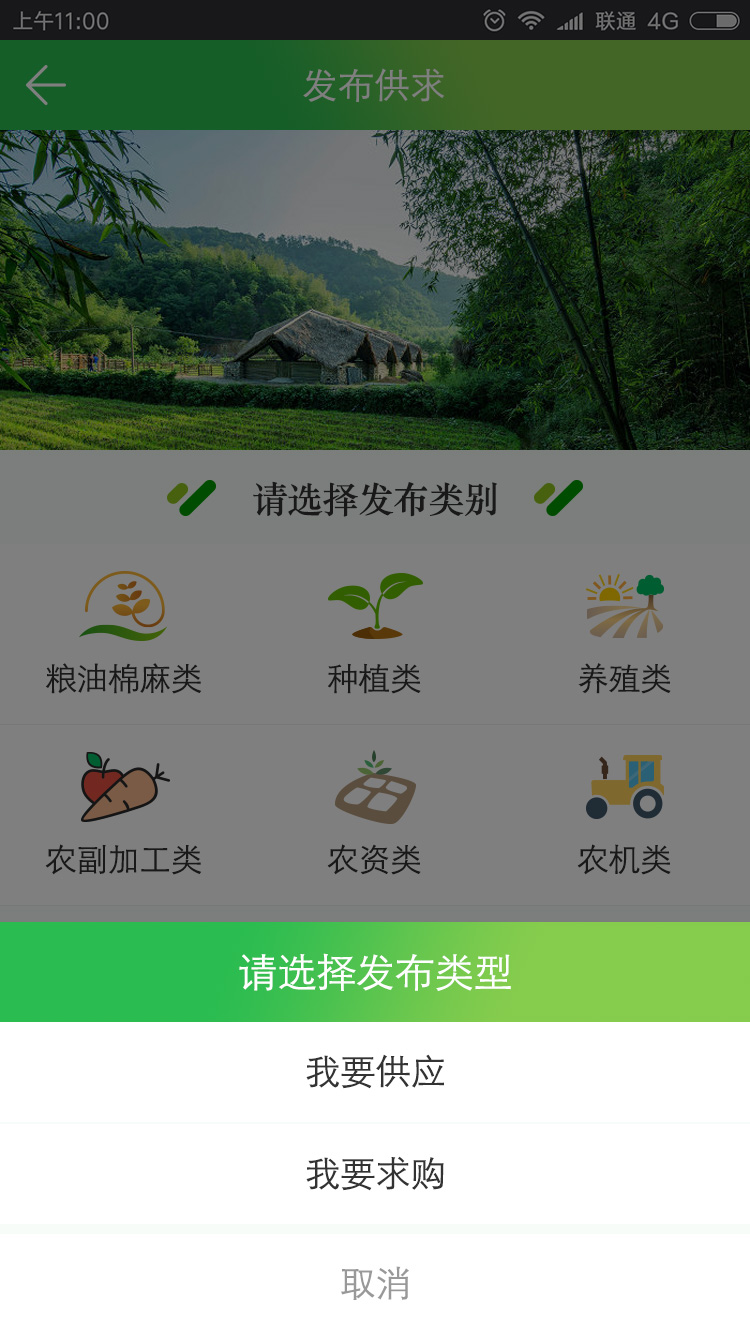 上午11:00 联通 4G
发布供求
请选择发布类别
粮油棉麻类 种植类 养殖类
农副加工类 农资类 农机类
请选择发布类型
我要供应
我要求购
取消